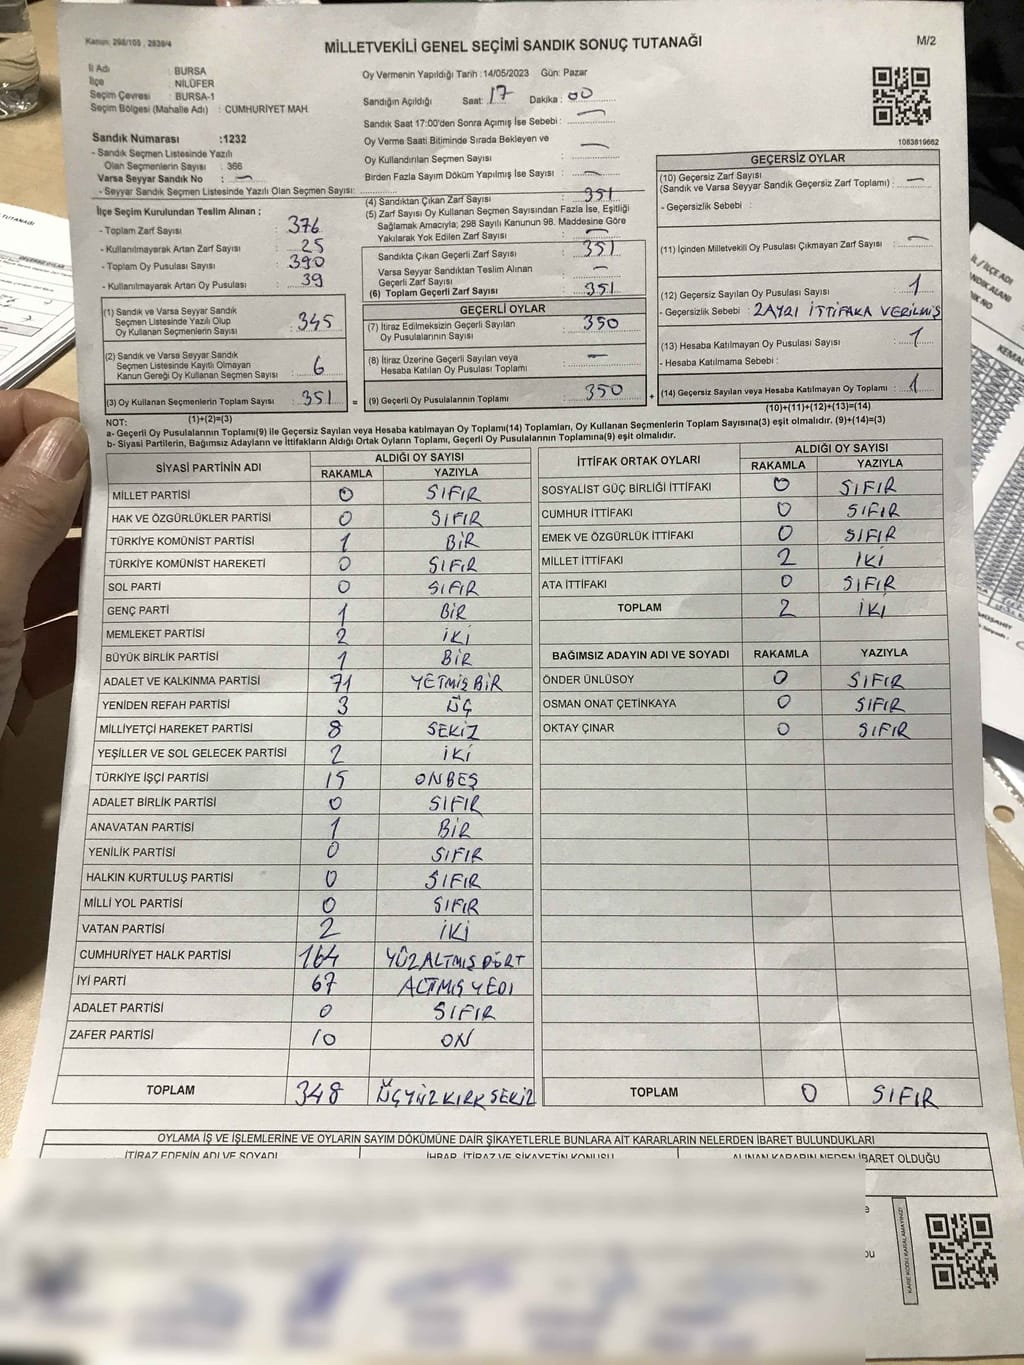 Kanun: 298/105 , 2839/4
MİLLETVEKİLİ GENEL SEÇİMİ SANDIK SONUÇ TUTANAĞI
M/2
İl Adı : BURSA
İlçe : NİLÜFER
Seçim Çevresi : BURSA-1
Seçim Bölgesi (Mahalle Adı) : CUMHURİYET MAH.
Oy Vermenin Yapıldığı Tarih : 14/05/2023 Gün: Pazar
Sandığın Açıldığı Saat: 17 Dakika : 00
Sandık Saat 17:00'den Sonra Açımış İse Sebebi : —
Oy Verme Saati Bitiminde Sırada Bekleyen ve
Oy Kullandırılan Seçmen Sayısı : —
Birden Fazla Sayım Döküm Yapılmış İse Sayısı : —
1083819662
Sandık Numarası :1232
- Sandık Seçmen Listesinde Yazılı
Olan Seçmenlerin Sayısı : 366
Varsa Seyyar Sandık No : —
- Seyyar Sandık Seçmen Listesinde Yazılı Olan Seçmen Sayısı:
İlçe Seçim Kurulundan Teslim Alınan ;
- Toplam Zarf Sayısı : 376
- Kullanılmayarak Artan Zarf Sayısı : 25
- Toplam Oy Pusulası Sayısı : 390
- Kullanılmayarak Artan Oy Pusulası : 39
(1) Sandık ve Varsa Seyyar Sandık
Seçmen Listesinde Yazılı Olup
Oy Kullanan Seçmenlerin Sayısı : 345
(2) Sandık ve Varsa Seyyar Sandık
Seçmen Listesinde Kayıtlı Olmayan
Kanun Gereği Oy Kullanan Seçmen Sayısı : 6
(3) Oy Kullanan Seçmenlerin Toplam Sayısı : 351 =
(4) Sandıktan Çıkan Zarf Sayısı : 351
(5) Zarf Sayısı Oy Kullanan Seçmen Sayısından Fazla İse, Eşitliği
Sağlamak Amacıyla; 298 Sayılı Kanunun 98. Maddesine Göre
Yakılarak Yok Edilen Zarf Sayısı : —
Sandıkta Çıkan Geçerli Zarf Sayısı : 351
Varsa Seyyar Sandıktan Teslim Alınan
Geçerli Zarf Sayısı : —
(6) Toplam Geçerli Zarf Sayısı : 351
GEÇERLİ OYLAR
(7) İtiraz Edilmeksizin Geçerli Sayılan
Oy Pusulalarının Sayısı : 350
(8) İtiraz Üzerine Geçerli Sayılan veya
Hesaba Katılan Oy Pusulası Toplamı : —
(9) Geçerli Oy Pusulalarının Toplamı : 350 +
GEÇERSİZ OYLAR
(10) Geçersiz Zarf Sayısı
(Sandık ve Varsa Seyyar Sandık Geçersiz Zarf Toplamı) : —
- Geçersizlik Sebebi :
(11) İçinden Milletvekili Oy Pusulası Çıkmayan Zarf Sayısı : —
(12) Geçersiz Sayılan Oy Pusulası Sayısı : 1
- Geçersizlik Sebebi : 2 AYRI İTTİFAKA VERİLMİŞ
(13) Hesaba Katılmayan Oy Pusulası Sayısı : 1
- Hesaba Katılmama Sebebi :
(14) Geçersiz Sayılan veya Hesaba Katılmayan Oy Toplamı : 1
NOT: (1)+(2)=(3) (10)+(11)+(12)+(13)=(14)
a- Geçerli Oy Pusulalarının Toplamı(9) ile Geçersiz Sayılan veya Hesaba katılmayan Oy Toplamı(14) Toplamları, Oy Kullanan Seçmenlerin Toplam Sayısına(3) eşit olmalıdır. (9)+(14)=(3)
b- Siyasi Partilerin, Bağımsız Adayların ve İttifakların Aldığı Ortak Oyların Toplamı, Geçerli Oy Pusulalarının Toplamına(9) eşit olmalıdır.
SİYASİ PARTİNİN ADI ALDIĞI OY SAYISI
RAKAMLA YAZIYLA
MİLLET PARTİSİ 0 SIFIR
HAK VE ÖZGÜRLÜKLER PARTİSİ 0 SIFIR
TÜRKİYE KOMÜNİST PARTİSİ 1 BİR
TÜRKİYE KOMÜNİST HAREKETİ 0 SIFIR
SOL PARTİ 0 SIFIR
GENÇ PARTİ 1 BİR
MEMLEKET PARTİSİ 2 İKİ
BÜYÜK BİRLİK PARTİSİ 1 BİR
ADALET VE KALKINMA PARTİSİ 71 YETMİŞ BİR
YENİDEN REFAH PARTİSİ 3 ÜÇ
MİLLİYETÇİ HAREKET PARTİSİ 8 SEKİZ
YEŞİLLER VE SOL GELECEK PARTİSİ 2 İKİ
TÜRKİYE İŞÇİ PARTİSİ 15 ONBEŞ
ADALET BİRLİK PARTİSİ 0 SIFIR
ANAVATAN PARTİSİ 1 BİR
YENİLİK PARTİSİ 0 SIFIR
HALKIN KURTULUŞ PARTİSİ 0 SIFIR
MİLLİ YOL PARTİSİ 0 SIFIR
VATAN PARTİSİ 2 İKİ
CUMHURİYET HALK PARTİSİ 164 YÜZALTMIŞ DÖRT
İYİ PARTİ 67 ALTMIŞ YEDİ
ADALET PARTİSİ 0 SIFIR
ZAFER PARTİSİ 10 ON
TOPLAM 348 ÜÇYÜZ KIRK SEKİZ
İTTİFAK ORTAK OYLARI ALDIĞI OY SAYISI
RAKAMLA YAZIYLA
SOSYALİST GÜÇ BİRLİĞİ İTTİFAKI 0 SIFIR
CUMHUR İTTİFAKI 0 SIFIR
EMEK VE ÖZGÜRLÜK İTTİFAKI 0 SIFIR
MİLLET İTTİFAKI 2 İKİ
ATA İTTİFAKI 0 SIFIR
TOPLAM 2 İKİ
BAĞIMSIZ ADAYIN ADI VE SOYADI RAKAMLA YAZIYLA
ÖNDER ÜNLÜSOY 0 SIFIR
OSMAN ONAT ÇETİNKAYA 0 SIFIR
OKTAY ÇINAR 0 SIFIR
TOPLAM 0 SIFIR
OYLAMA İŞ VE İŞLEMLERİNE VE OYLARIN SAYIM DÖKÜMÜNE DAİR ŞİKAYETLERLE BUNLARA AİT KARARLARIN NELERDEN İBARET BULUNDUKLARI
İTİRAZ EDENİN ADI VE SOYADI İHBAR, İTİRAZ VE ŞİKAYETİN KONUSU ALINAN KARARIN NEDEN İBARET OLDUĞU
KARE KODU KARALAMAYINIZ!